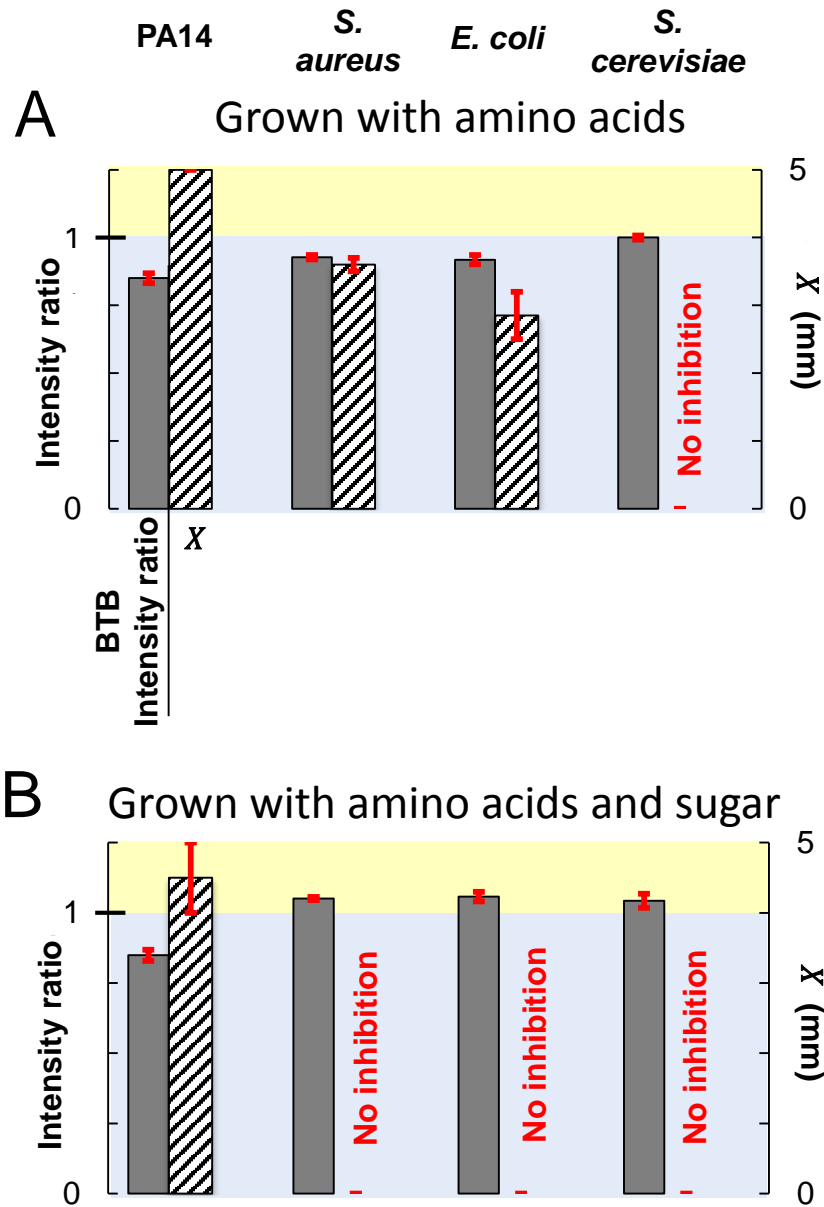 PA14
S.
aureus
E. coli
S.
cerevisiae
A
Grown with amino acids
Intensity ratio
1
0
5
0
X (mm)
No inhibition
BTB
Intensity ratio
X
B
Grown with amino acids and sugar
Intensity ratio
1
0
5
0
X (mm)
No inhibition
No inhibition
No inhibition